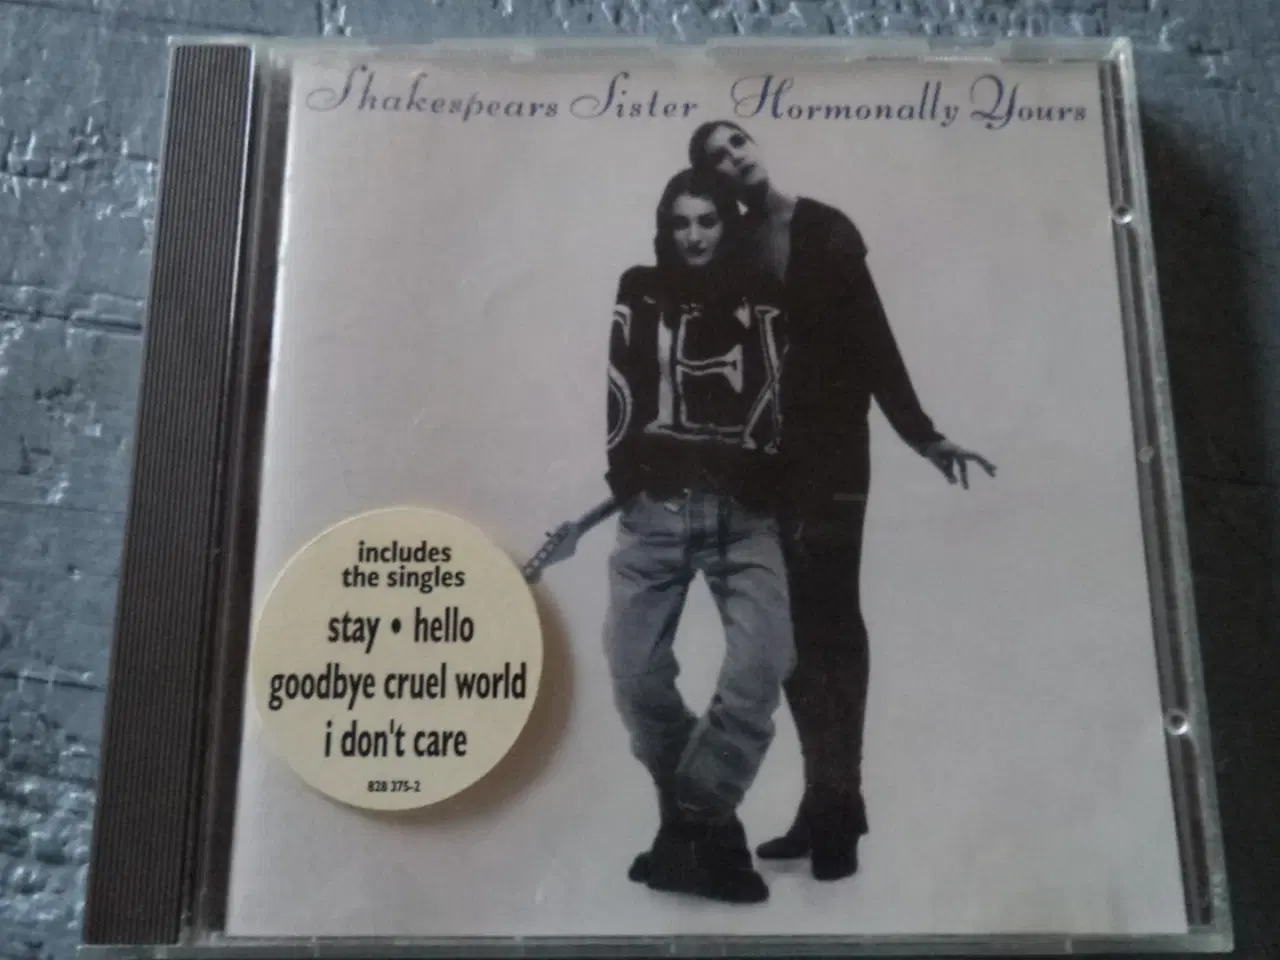 Shakespears Sister Hormonally Yours
SEX
includes
the singles
stay • hello
goodbye cruel world
i don't care
828 375-2